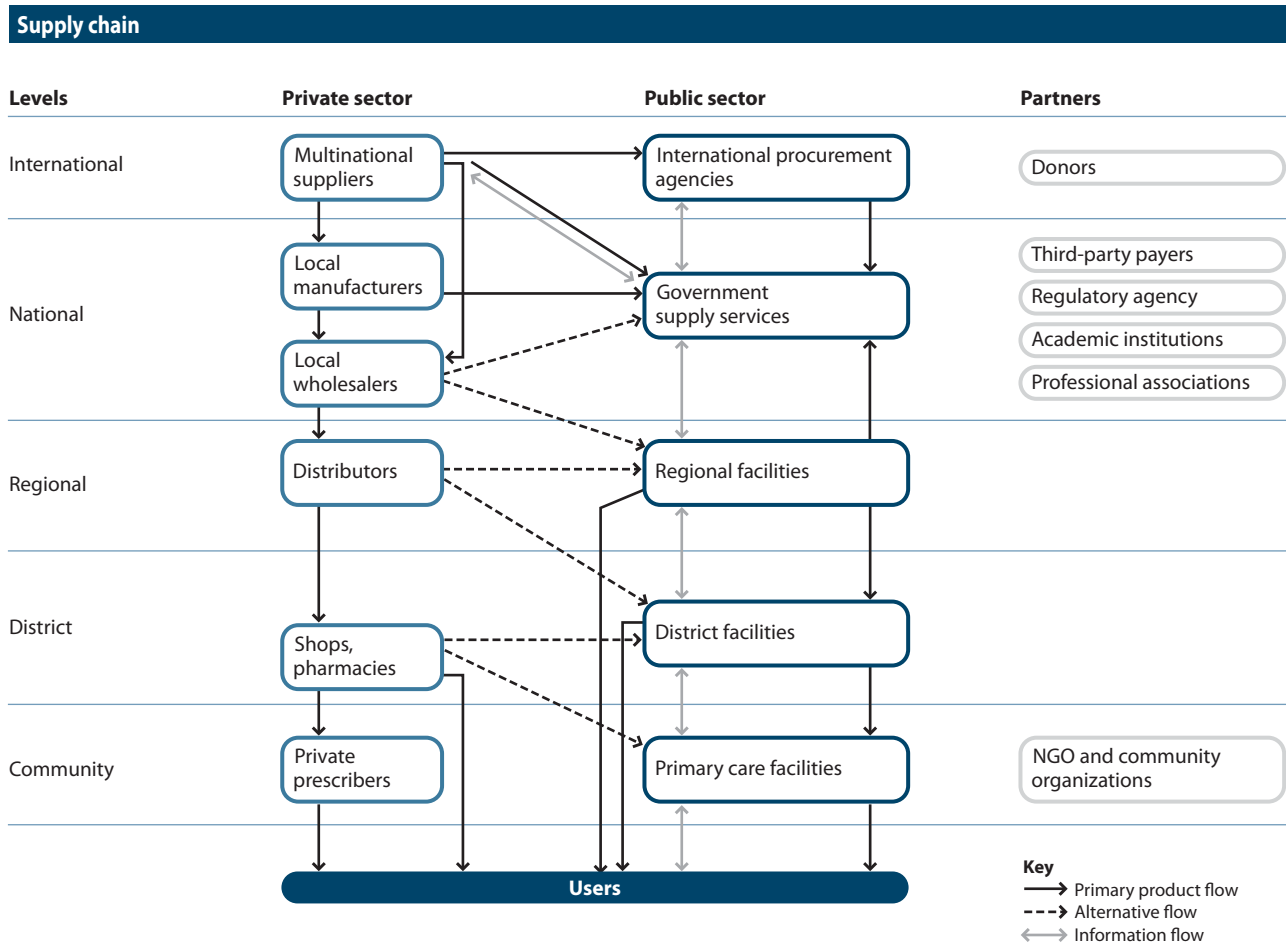 Supply chain
Levels
Private sector
Public sector
Partners
International
Multinational
suppliers
International procurement
agencies
Donors
National
Local
manufacturers
Local
wholesalers
Government
supply services
Third-party payers
Regulatory agency
Academic institutions
Professional associations
Regional
Distributors
Regional facilities
District
Shops,
pharmacies
District facilities
Community
Private
prescribers
Primary care facilities
NGO and community
organizations
Users
Key
Primary product flow
Alternative flow
Information flow